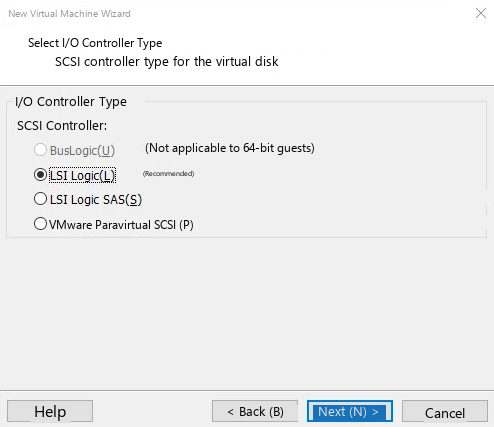 New Virtual Machine Wizard
Select I/O Controller Type
SCSI controller type for the virtual disk
I/O Controller Type
SCSI Controller:
BusLogic(U) (Not applicable to 64-bit guests)
LSI Logic(L) (Recommended)
LSI Logic SAS(S)
VMware Paravirtual SCSI (P)
Help < Back (B) Next (N) > Cancel